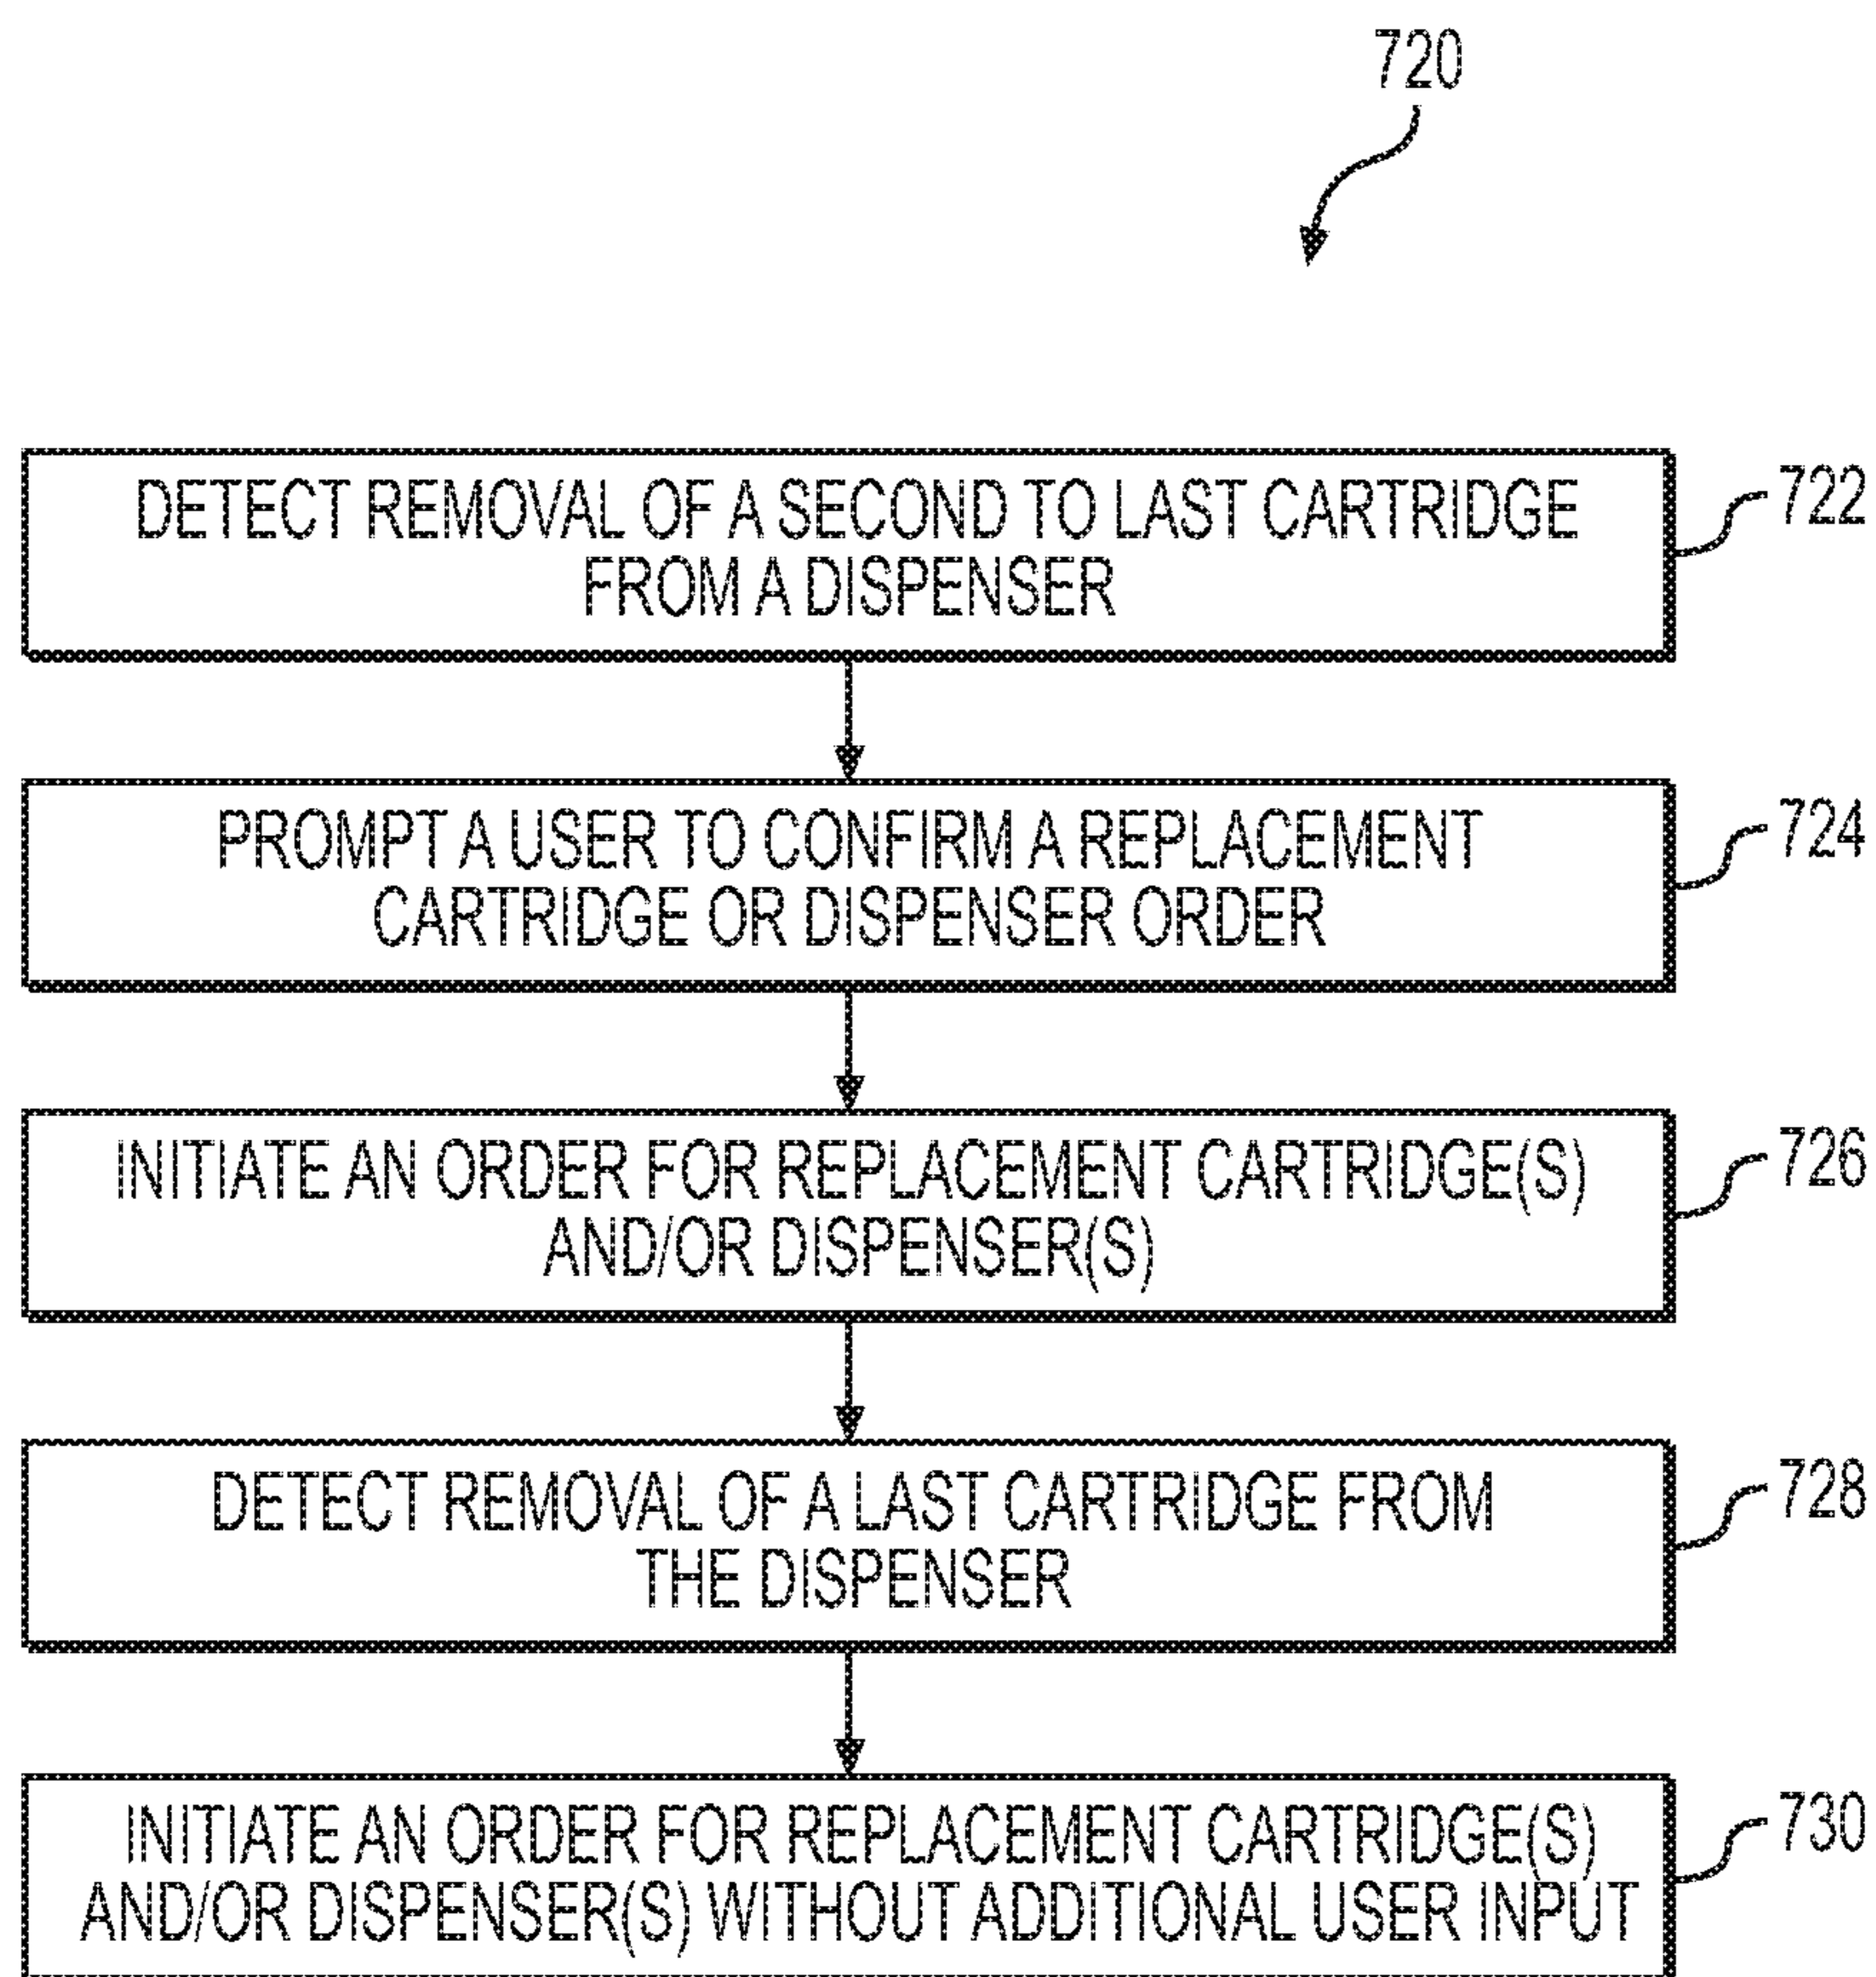 720
DETECT REMOVAL OF A SECOND TO LAST CARTRIDGE
FROM A DISPENSER
722
PROMPT A USER TO CONFIRM A REPLACEMENT
CARTRIDGE OR DISPENSER ORDER
724
INITIATE AN ORDER FOR REPLACEMENT CARTRIDGE(S)
AND/OR DISPENSER(S)
726
DETECT REMOVAL OF A LAST CARTRIDGE FROM
THE DISPENSER
728
INITIATE AN ORDER FOR REPLACEMENT CARTRIDGE(S)
AND/OR DISPENSER(S) WITHOUT ADDITIONAL USER INPUT
730